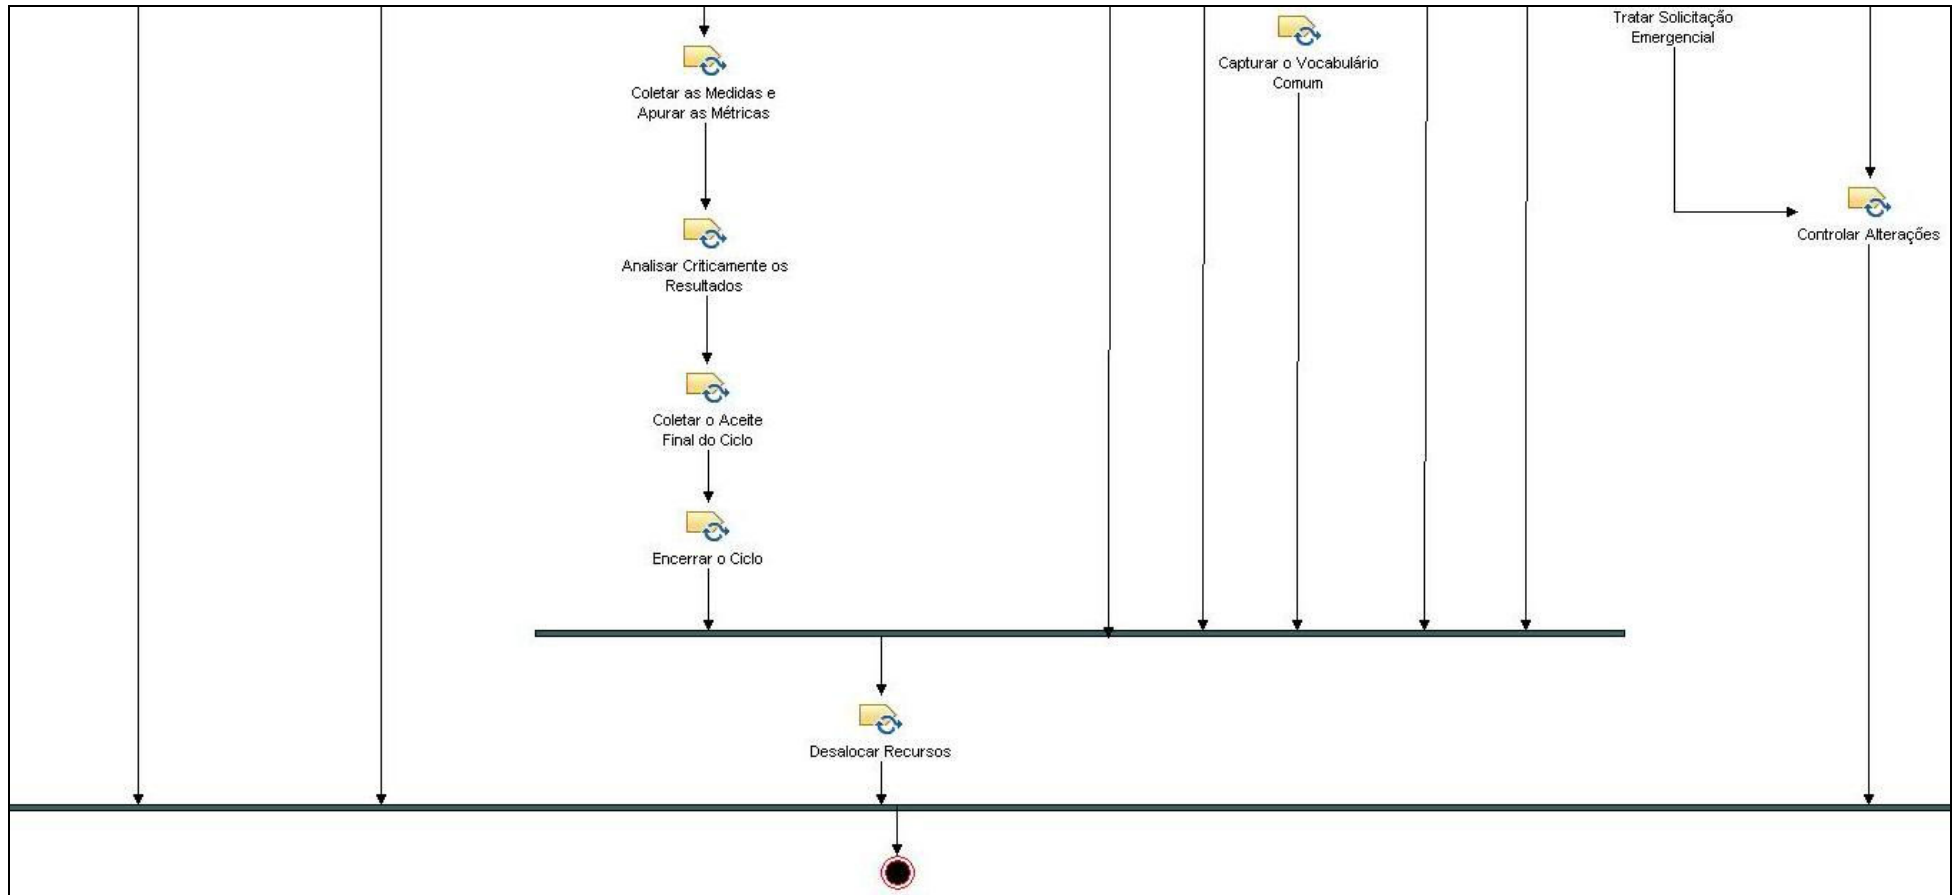 Tratar Solicitação
Emergencial
Capturar o Vocabulário
Comum
Coletar as Medidas e
Apurar as Métricas
Controlar Alterações
Analisar Criticamente os
Resultados
Coletar o Aceite
Final do Ciclo
Encerrar o Ciclo
Desalocar Recursos